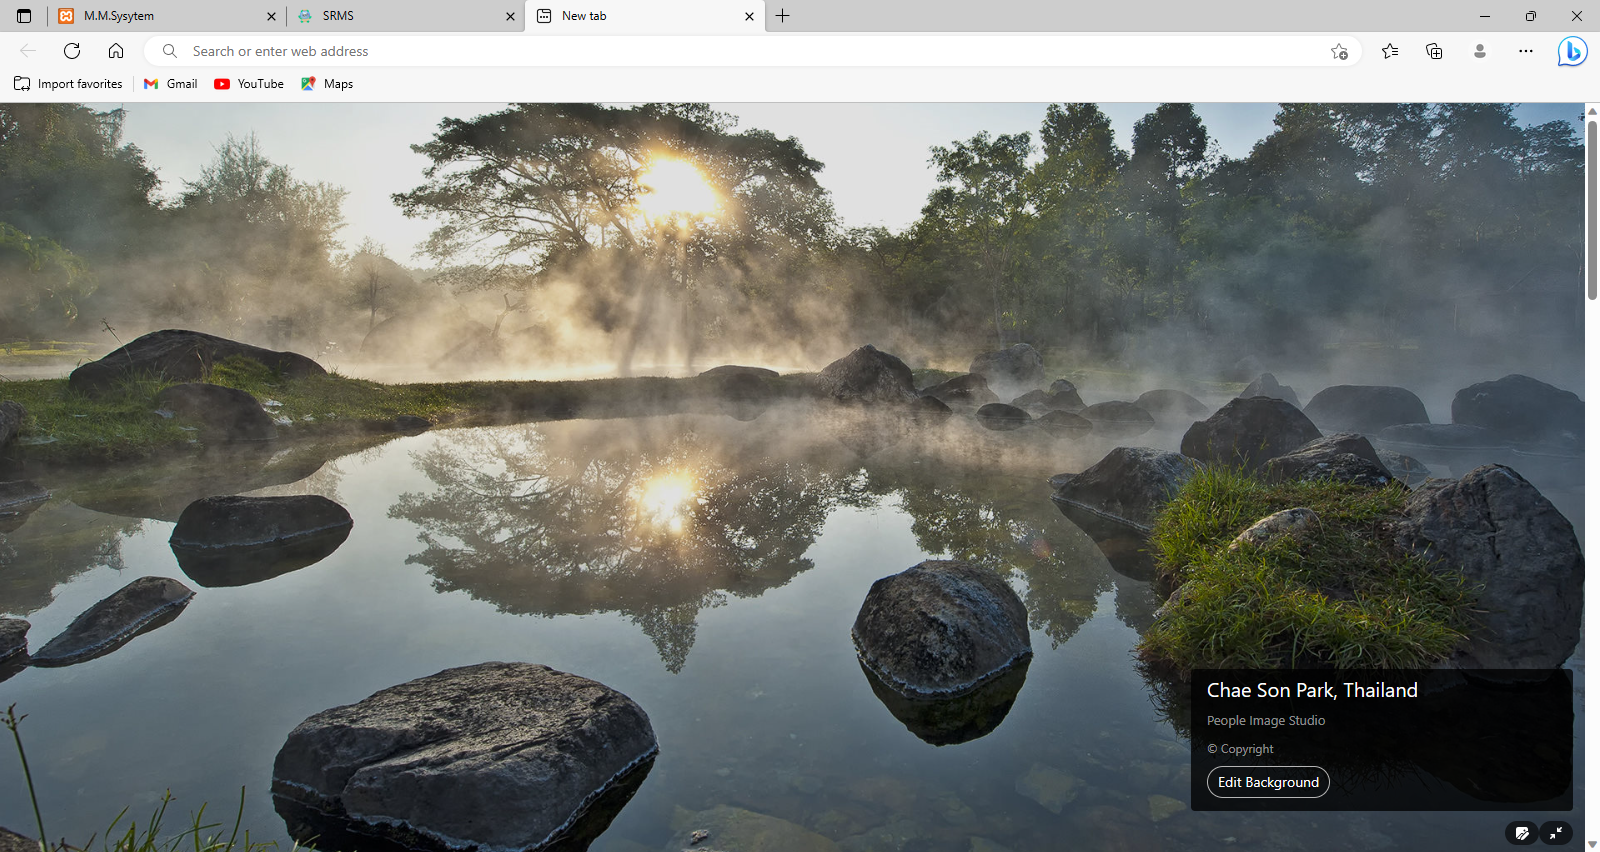 M.M.Sysytem
SRMS
New tab
Search or enter web address
Import favorites
Gmail
YouTube
Maps
Chae Son Park, Thailand
People Image Studio
© Copyright
Edit Background